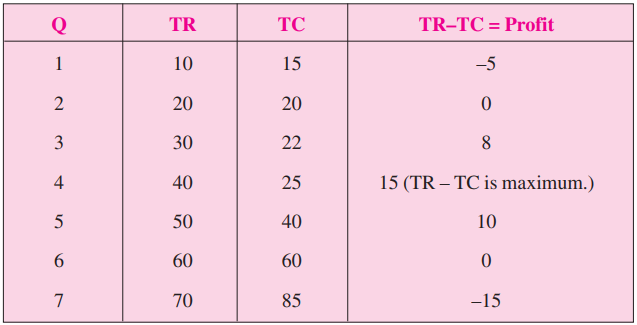 Q TR TC TR–TC = Profit
1 10 15 –5
2 20 20 0
3 30 22 8
4 40 25 15 (TR – TC is maximum.)
5 50 40 10
6 60 60 0
7 70 85 –15